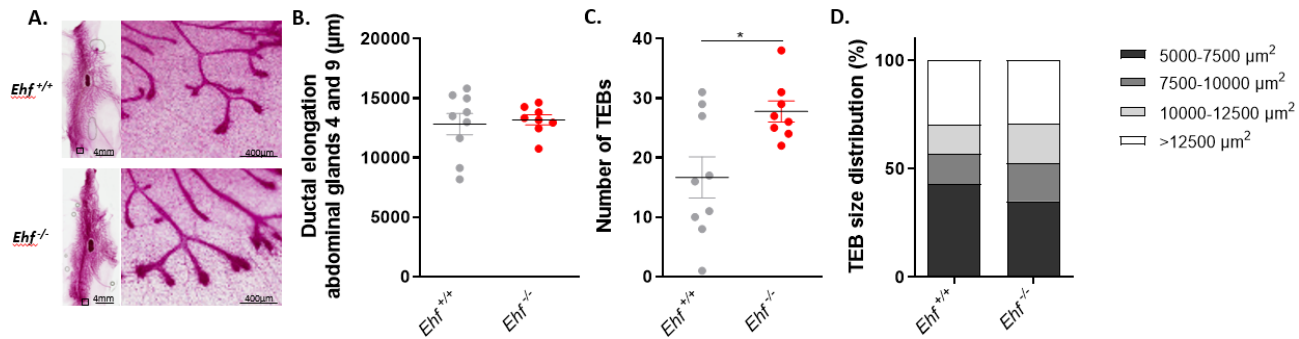 A.
Ehf +/+
4mm
400µm
Ehf -/-
4mm
400µm
B.
Ductal elongation
abdominal glands 4 and 9 (µm)
20000
15000
10000
5000
0
Ehf +/+
Ehf -/-
C.
Number of TEBs
40
30
20
10
0
*
Ehf +/+
Ehf -/-
D.
TEB size distribution (%)
100
50
0
Ehf +/+
Ehf -/-
5000-7500 µm²
7500-10000 µm²
10000-12500 µm²
>12500 µm²